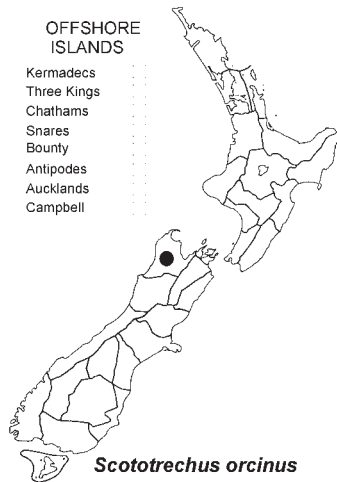 OFFSHORE
ISLANDS
Kermadecs
Three Kings
Chathams
Snares
Bounty
Antipodes
Aucklands
Campbell
Scototrechus orcinus